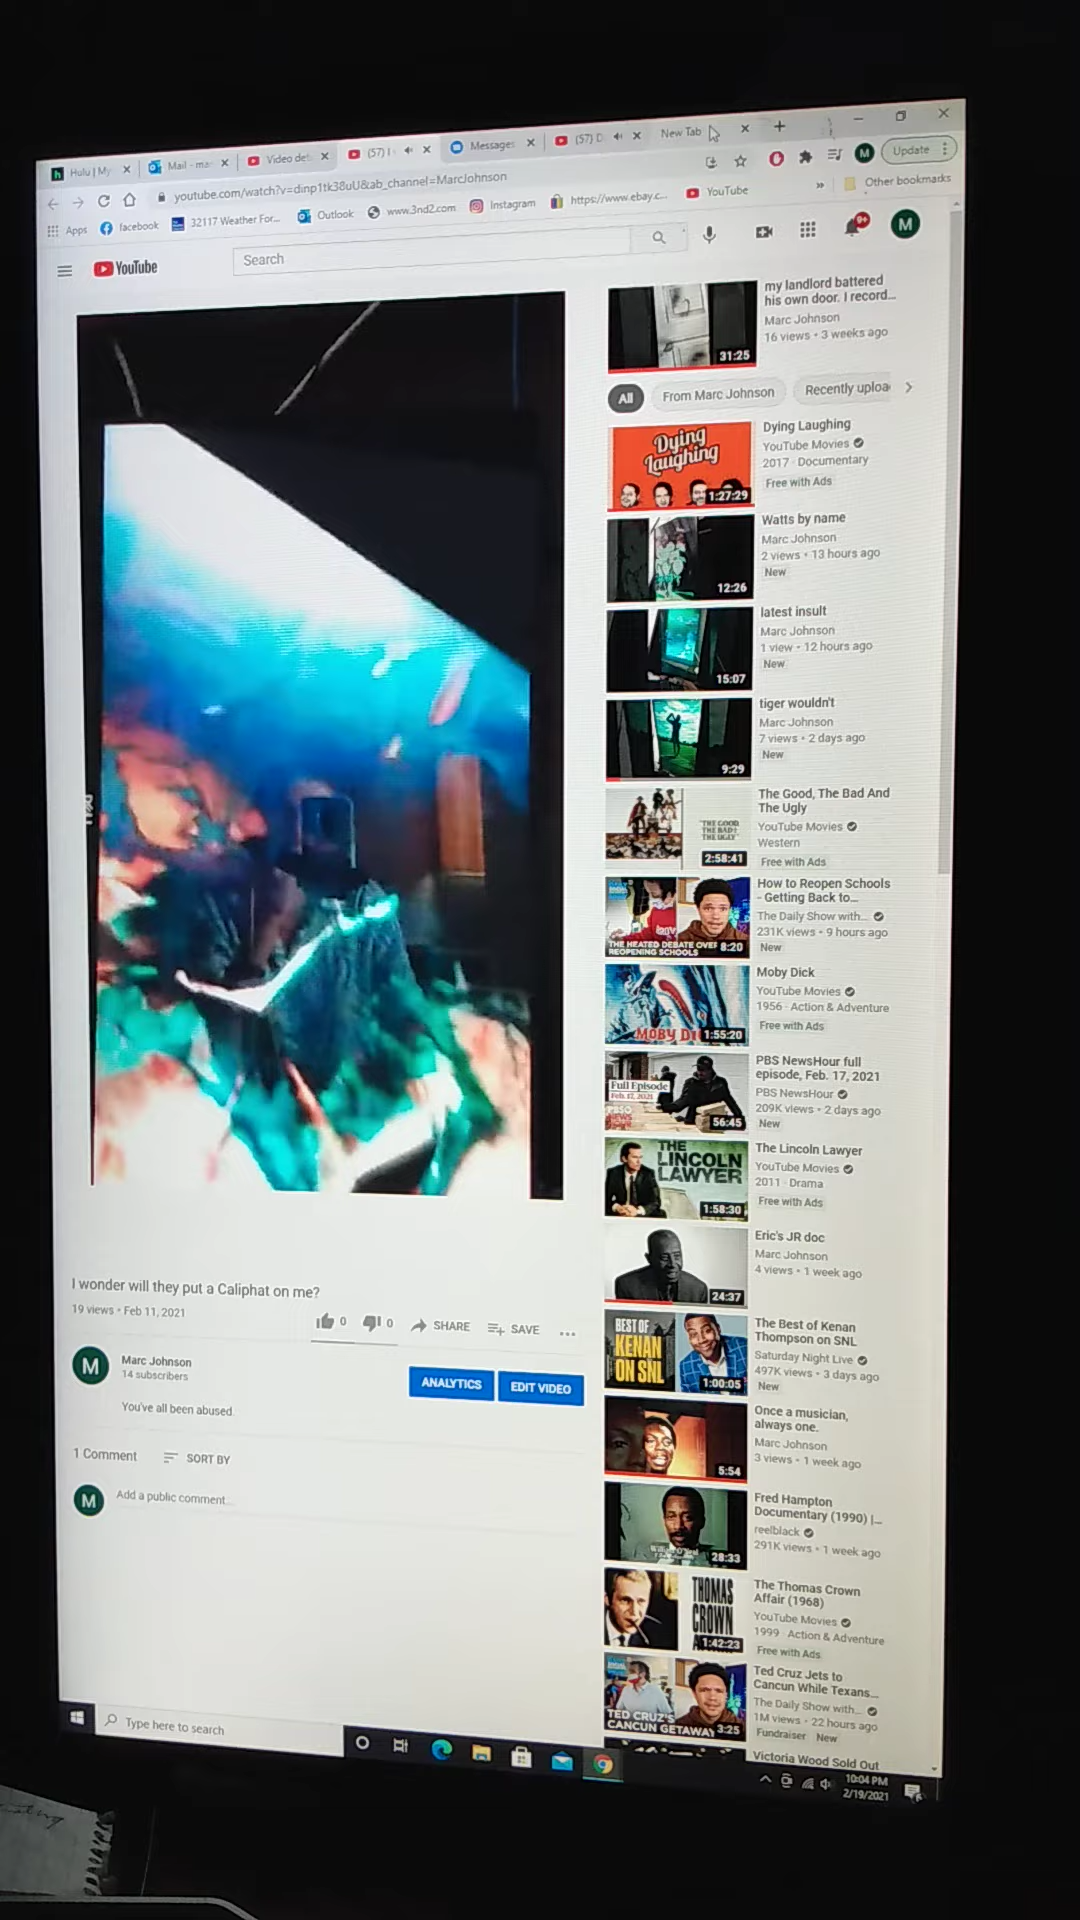 Hulu | My
Mail - mar
Video det
(57) I
Messages
(57) D
New Tab
youtube.com/watch?v=dinp1tk38uU&ab_channel=MarcJohnson
M
Update
Apps
facebook
32117 Weather For...
Outlook
www.3nd2.com
Instagram
https://www.ebay.c...
YouTube
»
Other bookmarks
YouTube
Search
9+
M
my landlord battered
his own door. I record...
Marc Johnson
16 views • 3 weeks ago
31:25
All
From Marc Johnson
Recently uploa
Dying Laughing
1:27:29
Dying Laughing
YouTube Movies
2017 · Documentary
Free with Ads
12:26
Watts by name
Marc Johnson
2 views • 13 hours ago
New
15:07
latest insult
Marc Johnson
1 view • 12 hours ago
New
9:29
tiger wouldn't
Marc Johnson
7 views • 2 days ago
New
THE GOOD
THE BAD &
THE UGLY
2:58:41
The Good, The Bad And
The Ugly
YouTube Movies
Western
Free with Ads
THE HEATED DEBATE OVER
REOPENING SCHOOLS
8:20
How to Reopen Schools
- Getting Back to...
The Daily Show with...
231K views • 9 hours ago
New
MOBY DI
1:55:20
Moby Dick
YouTube Movies
1956 · Action & Adventure
Free with Ads
Full Episode
Feb. 17, 2021
56:45
PBS NewsHour full
episode, Feb. 17, 2021
PBS NewsHour
209K views • 2 days ago
New
THE
LINCOLN
LAWYER
1:58:30
The Lincoln Lawyer
YouTube Movies
2011 · Drama
Free with Ads
24:37
Eric's JR doc
Marc Johnson
4 views • 1 week ago
BEST OF
KENAN
ON SNL
1:00:05
The Best of Kenan
Thompson on SNL
Saturday Night Live
497K views • 3 days ago
New
5:54
Once a musician,
always one.
Marc Johnson
3 views • 1 week ago
28:33
Fred Hampton
Documentary (1990) |...
reelblack
291K views • 1 week ago
THOMAS
CROWN
1:42:23
The Thomas Crown
Affair (1968)
YouTube Movies
1999 · Action & Adventure
Free with Ads
TED CRUZ'S
CANCUN GETAWAY
3:25
Ted Cruz Jets to
Cancun While Texans...
The Daily Show with...
1M views • 22 hours ago
Fundraiser New
Victoria Wood Sold Out
I wonder will they put a Caliphat on me?
19 views • Feb 11, 2021
0
0
SHARE
SAVE
...
M
Marc Johnson
14 subscribers
ANALYTICS
EDIT VIDEO
You've all been abused.
1 Comment
SORT BY
M
Add a public comment...
Type here to search
10:04 PM
2/19/2021